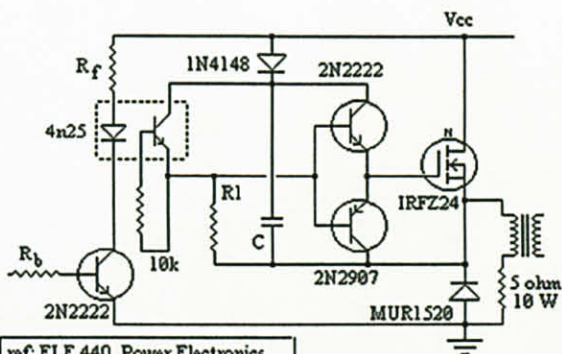 Vcc
Rf
1N4148
2N2222
4n25
N
R1
IRFZ24
C
10k
Rb
2N2907
5 ohm
10 W
2N2222
MUR1520
ref: ELE 440, Power Electronics